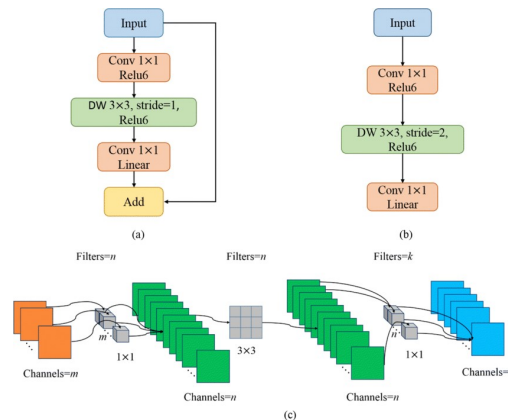 Input
Conv 1×1
Relu6
DW 3×3, stride=1,
Relu6
Conv 1×1
Linear
Add
(a)
Input
Conv 1×1
Relu6
DW 3×3, stride=2,
Relu6
Conv 1×1
Linear
(b)
Filters=n
Filters=n
Filters=k
m
1×1
3×3
n
1×1
Channels=m
Channels=n
Channels=n
(c)